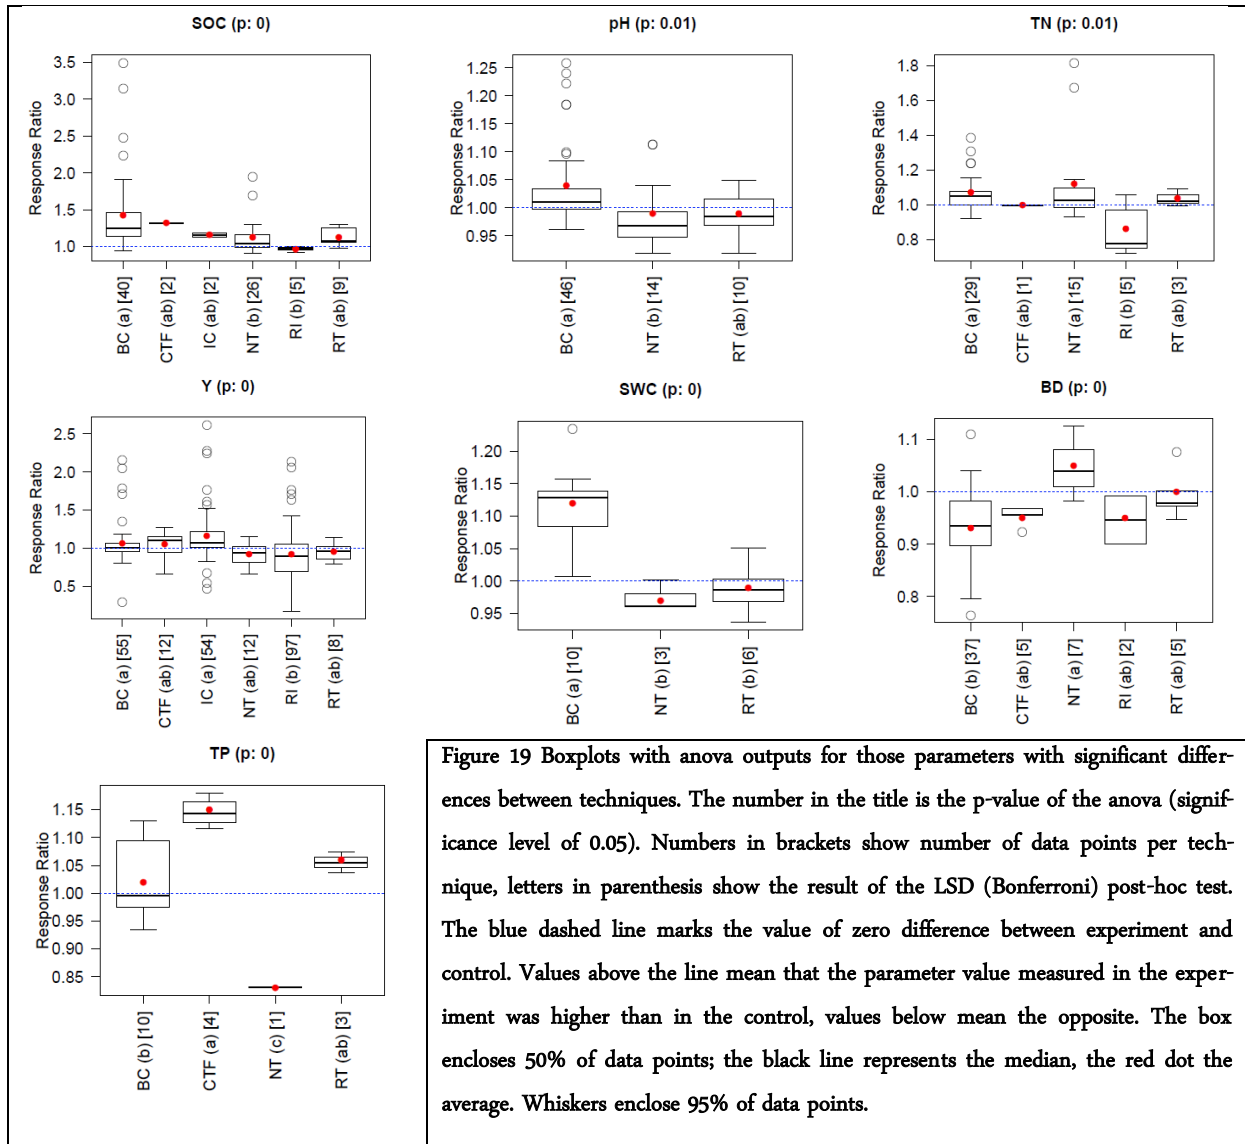 SOC (p: 0)
Response Ratio
3.5
3.0
2.5
2.0
1.5
1.0
BC (a) [40]
CTF (ab) [2]
IC (ab) [2]
NT (b) [26]
RI (b) [5]
RT (ab) [9]
pH (p: 0.01)
Response Ratio
1.25
1.20
1.15
1.10
1.05
1.00
0.95
BC (a) [46]
NT (b) [14]
RT (ab) [10]
TN (p: 0.01)
Response Ratio
1.8
1.6
1.4
1.2
1.0
0.8
BC (a) [29]
CTF (ab) [1]
NT (a) [15]
RI (b) [5]
RT (ab) [3]
Y (p: 0)
Response Ratio
2.5
2.0
1.5
1.0
0.5
BC (a) [55]
CTF (ab) [12]
IC (a) [54]
NT (ab) [12]
RI (b) [97]
RT (ab) [8]
SWC (p: 0)
Response Ratio
1.20
1.15
1.10
1.05
1.00
0.95
BC (a) [10]
NT (b) [3]
RT (b) [6]
BD (p: 0)
Response Ratio
1.1
1.0
0.9
0.8
BC (b) [37]
CTF (ab) [5]
NT (a) [7]
RI (ab) [2]
RT (ab) [5]
TP (p: 0)
Response Ratio
1.15
1.10
1.05
1.00
0.95
0.90
0.85
BC (b) [10]
CTF (a) [4]
NT (c) [1]
RT (ab) [3]
Figure 19 Boxplots with anova outputs for those parameters with significant differ-
ences between techniques. The number in the title is the p-value of the anova (signif-
icance level of 0.05). Numbers in brackets show number of data points per tech-
nique, letters in parenthesis show the result of the LSD (Bonferroni) post-hoc test.
The blue dashed line marks the value of zero difference between experiment and
control. Values above the line mean that the parameter value measured in the exper-
iment was higher than in the control, values below mean the opposite. The box
encloses 50% of data points; the black line represents the median, the red dot the
average. Whiskers enclose 95% of data points.